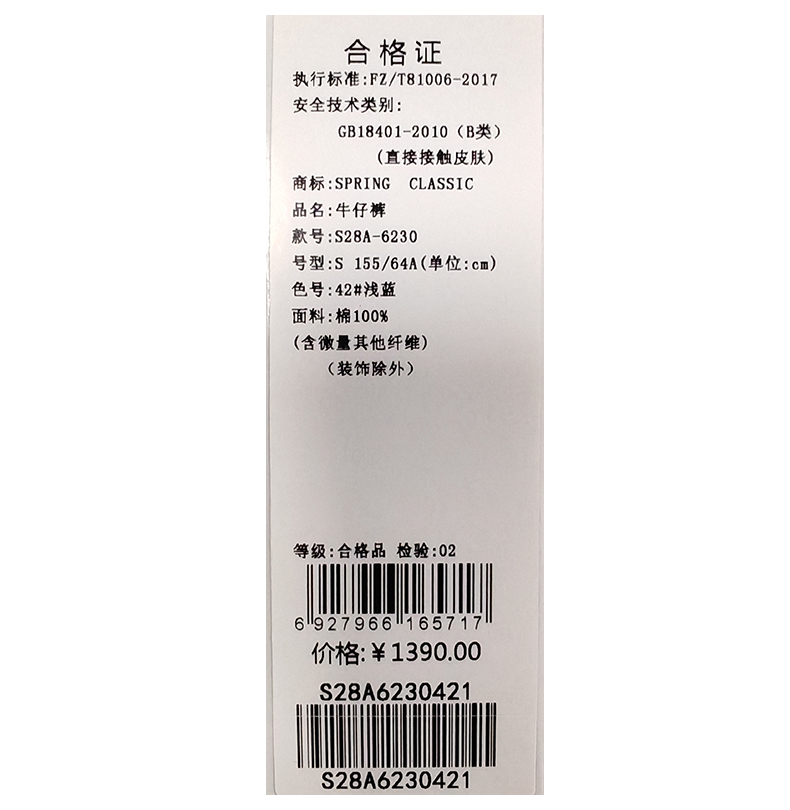 合格证
执行标准:FZ/T81006-2017
安全技术类别:
GB18401-2010（B类）
(直接接触皮肤)
商标:SPRING CLASSIC
品名:牛仔裤
款号:S28A-6230
号型:S 155/64A(单位:cm)
色号:42#浅蓝
面料:棉100%
(含微量其他纤维)
（装饰除外）
等级:合格品 检验:02
6 927966 165717
价格:￥1390.00
S28A6230421
S28A6230421